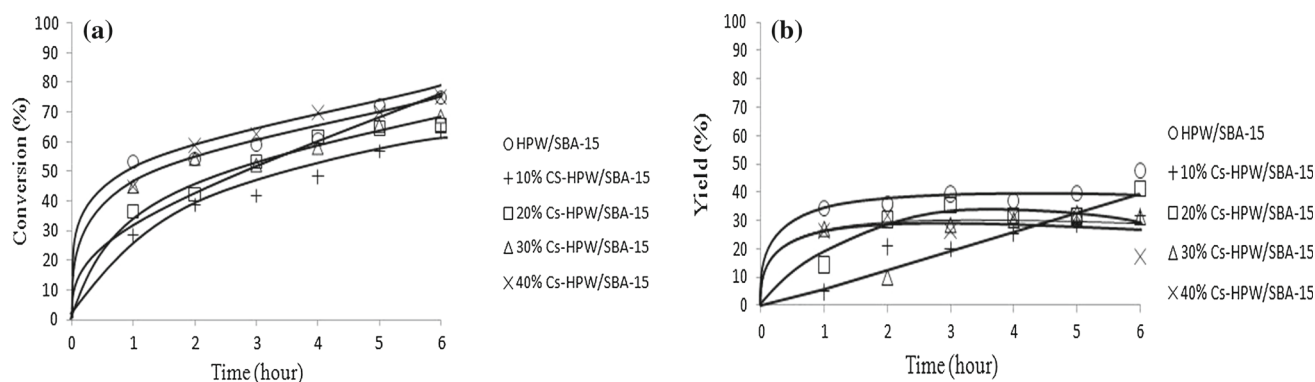 (a)
Conversion (%)
100
90
80
70
60
50
40
30
20
10
0
0 1 2 3 4 5 6
Time (hour)
HPW/SBA-15
10% CS-HPW/SBA-15
20% Cs-HPW/SBA-15
30% Cs-HPW/SBA-15
40% Cs-HPW/SBA-15
(b)
Yield (%)
100
90
80
70
60
50
40
30
20
10
0
0 1 2 3 4 5 6
Time (hour)
HPW/SBA-15
10% Cs-HPW/SBA-15
20% Cs-HPW/SBA-15
30% Cs-HPW/SBA-15
40% Cs-HPW/SBA-15